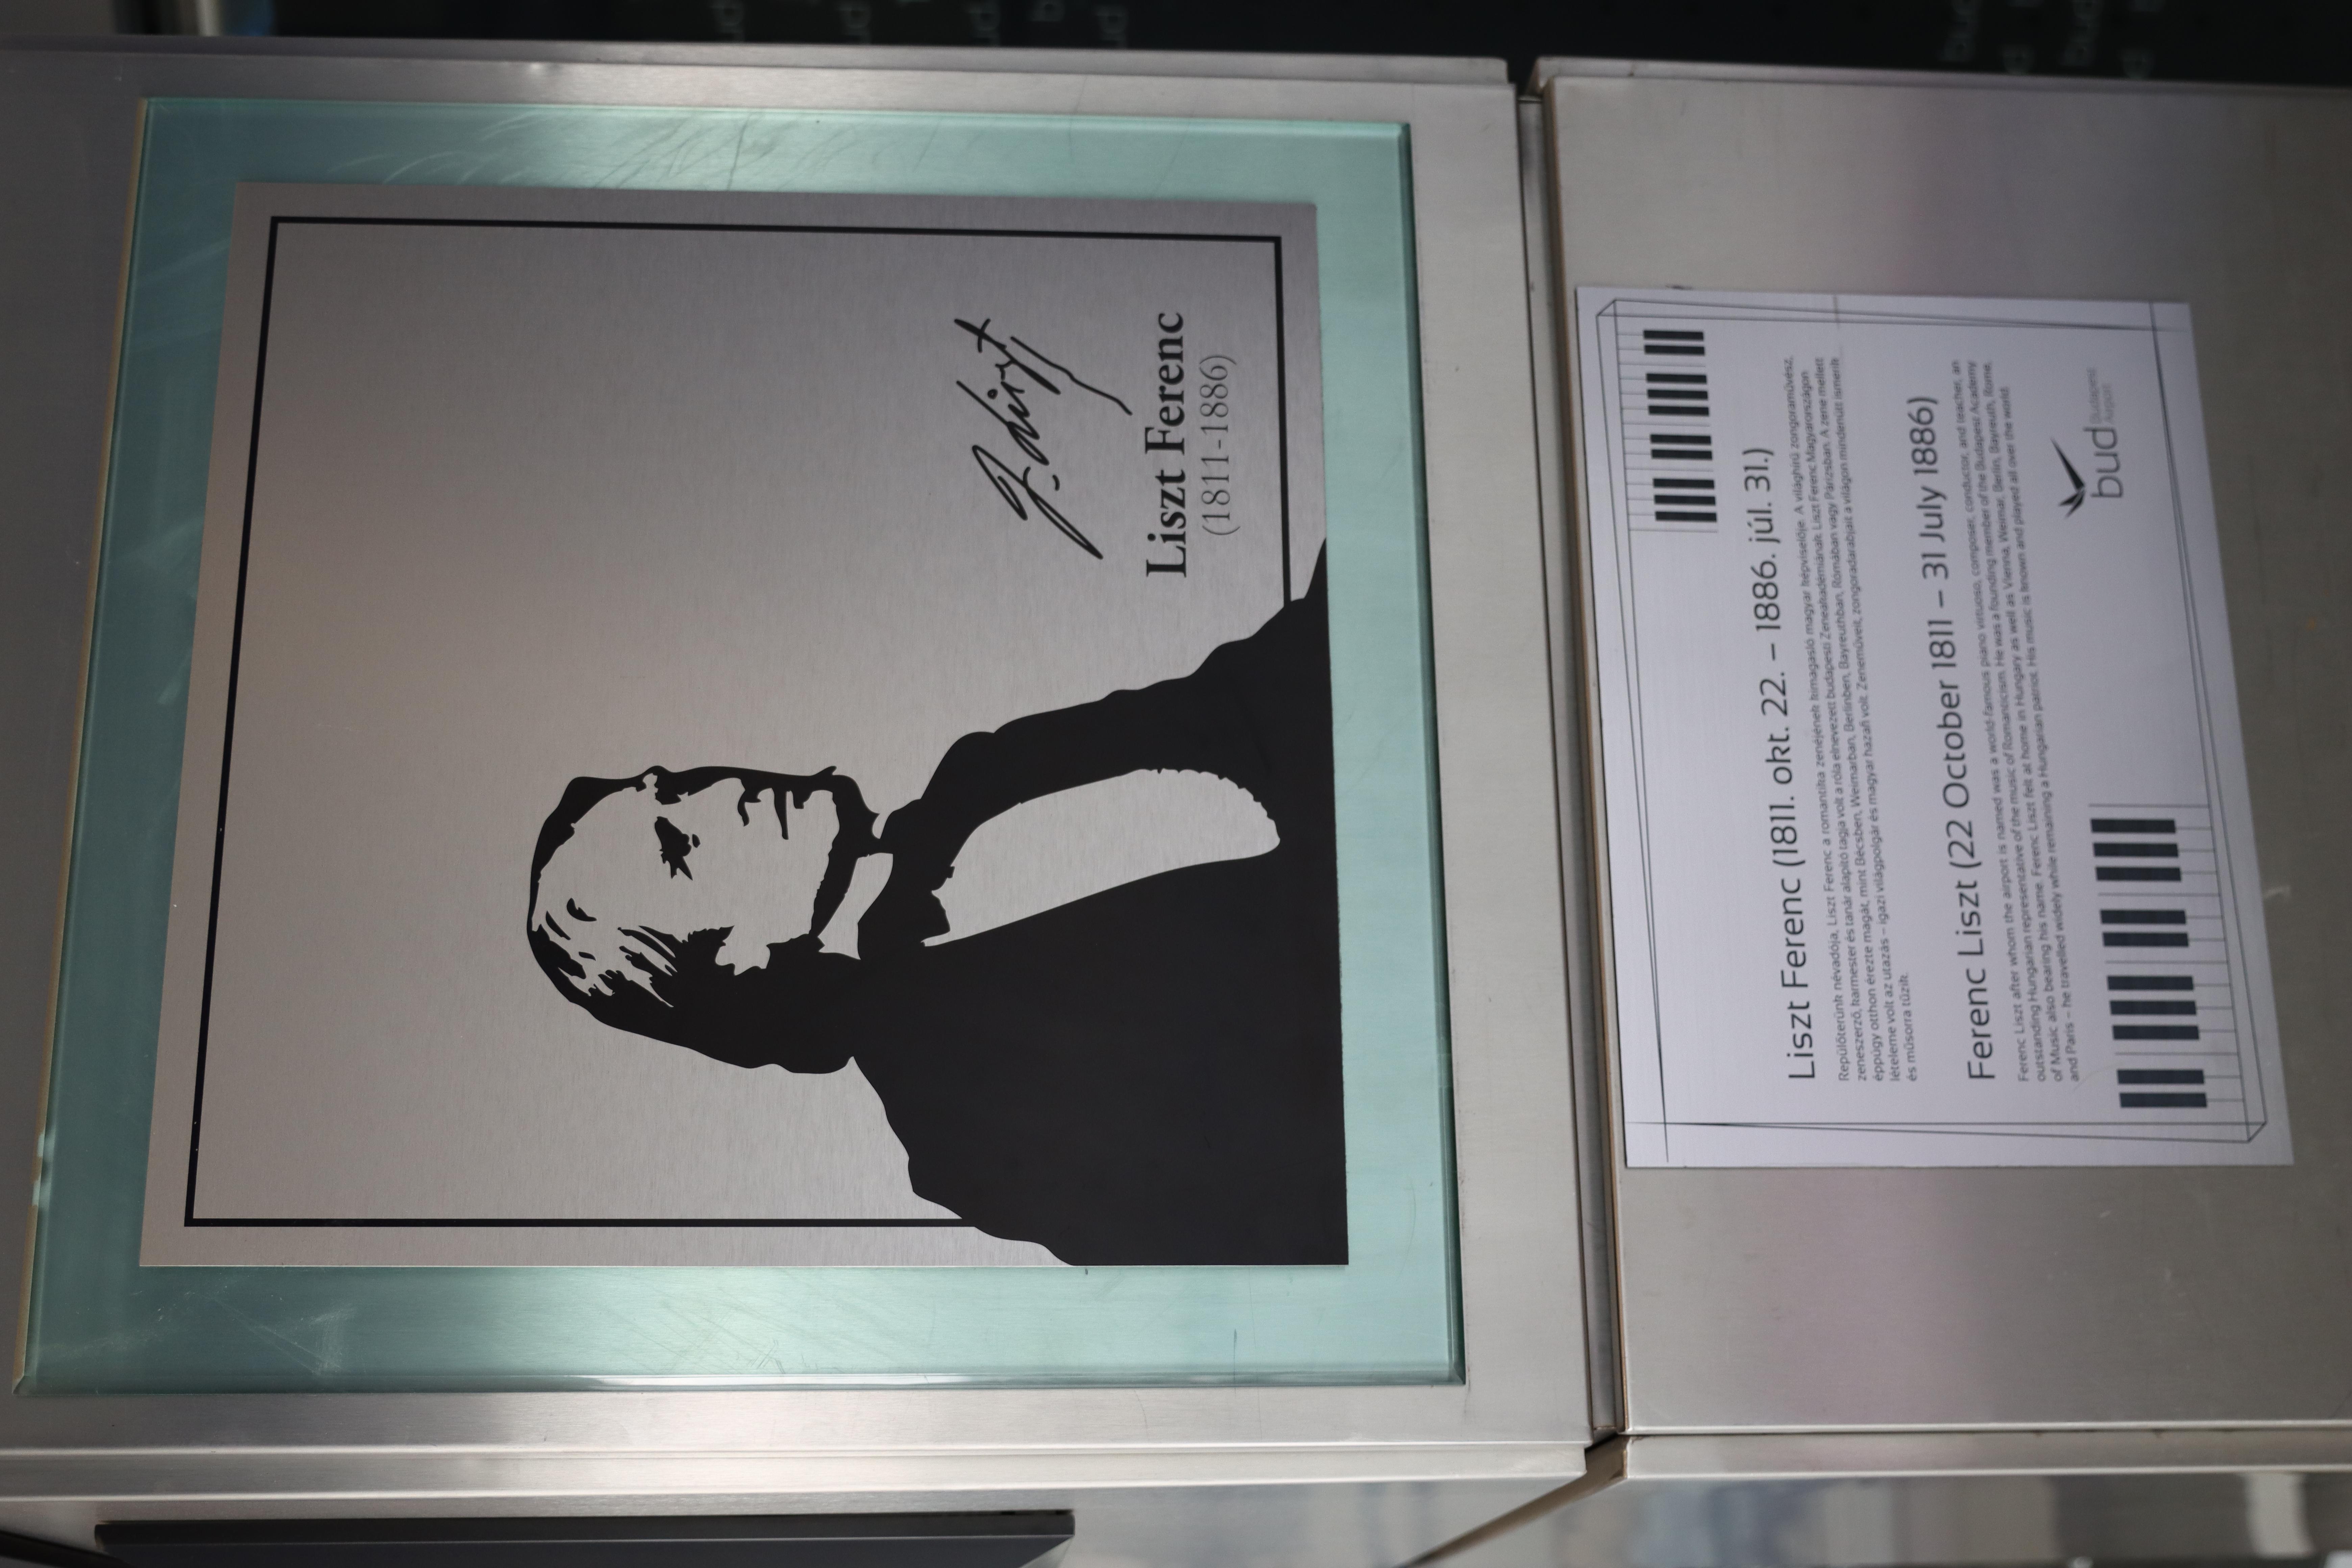 F. Liszt
Liszt Ferenc
(1811-1886)
Liszt Ferenc (1811. okt. 22. – 1886. júl. 31.)
Repülőterünk névadója, Liszt Ferenc a romantika zenéjének kimagasló magyar képviselője. A világhírű zongoraművész,
zeneszerző, karmester és tanár alapító tagja volt a róla elnevezett budapesti Zeneakadémiának. Liszt Ferenc Magyarországon
éppúgy otthon érezte magát, mint Bécsben, Weimarban, Berlinben, Bayreuthban, Rómában vagy Párizsban. A zene mellett
lételeme volt az utazás – igazi világpolgár és magyar hazafi volt. Zeneműveit, zongoradarabjait a világon mindenütt ismerik
és műsorra tűzik.
Ferenc Liszt (22 October 1811 – 31 July 1886)
Ferenc Liszt after whom the airport is named was a world-famous piano virtuoso, composer, conductor, and teacher, an
outstanding Hungarian representative of the music of Romanticism. He was a founding member of the Budapest Academy
of Music also bearing his name. Ferenc Liszt felt at home in Hungary as well as Vienna, Weimar, Berlin, Bayreuth, Rome,
and Paris – he travelled widely while remaining a Hungarian patriot. His music is known and played all over the world.
bud Budapest
Airport